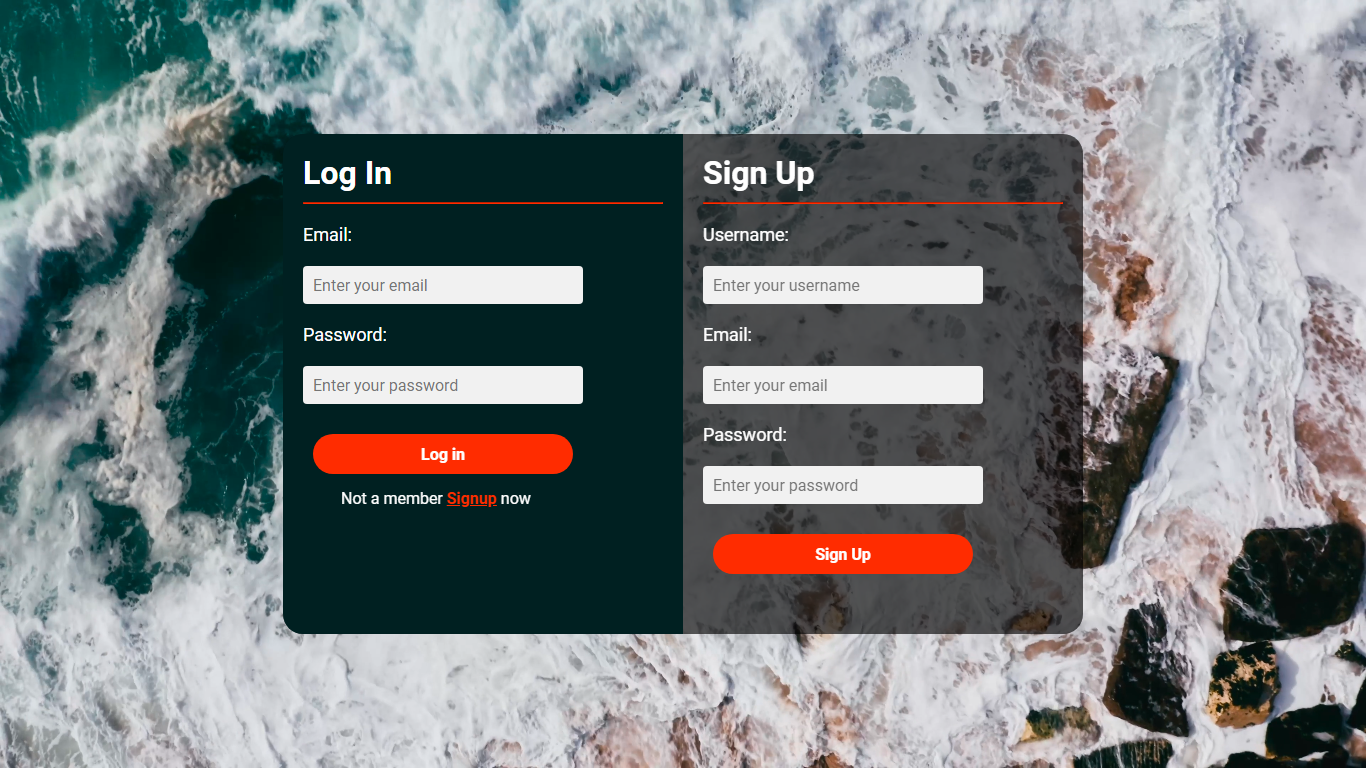 Log In
Email:
Enter your email
Password:
Enter your password
Log in
Not a member Signup now
Sign Up
Username:
Enter your username
Email:
Enter your email
Password:
Enter your password
Sign Up